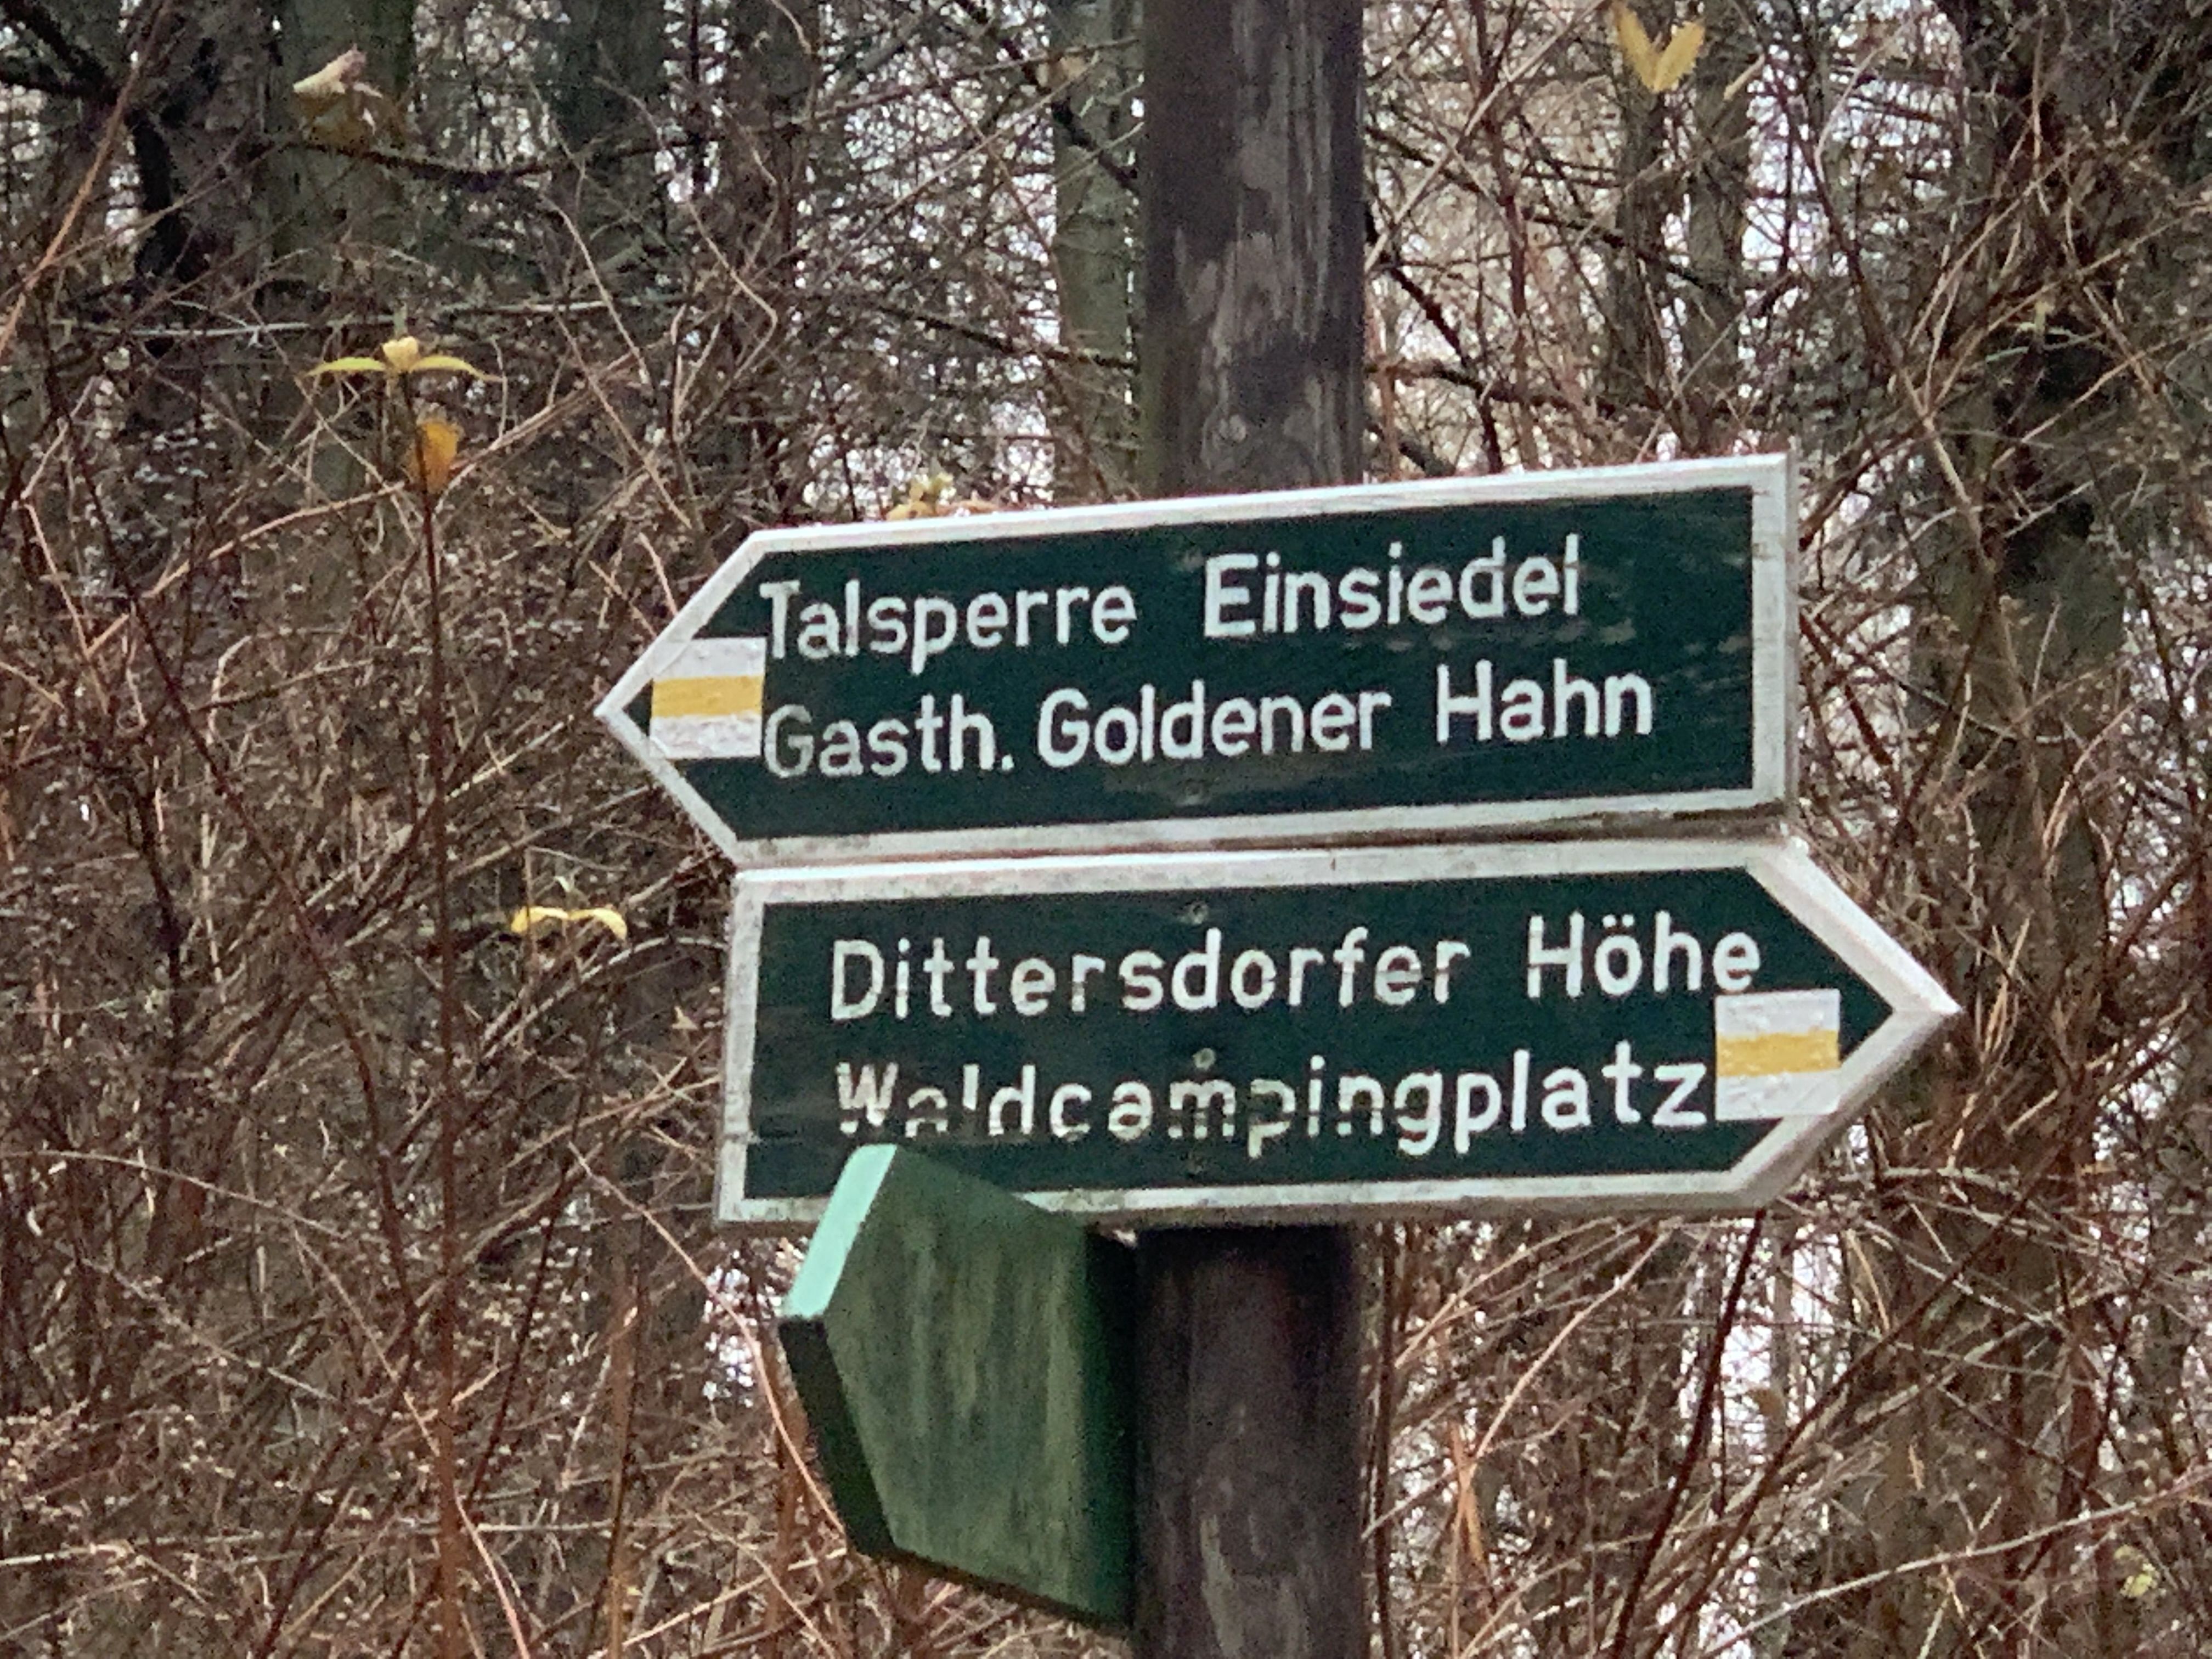 Talsperre Einsiedel
Gasth. Goldener Hahn
Dittersdorfer Höhe
Waldcampingplatz